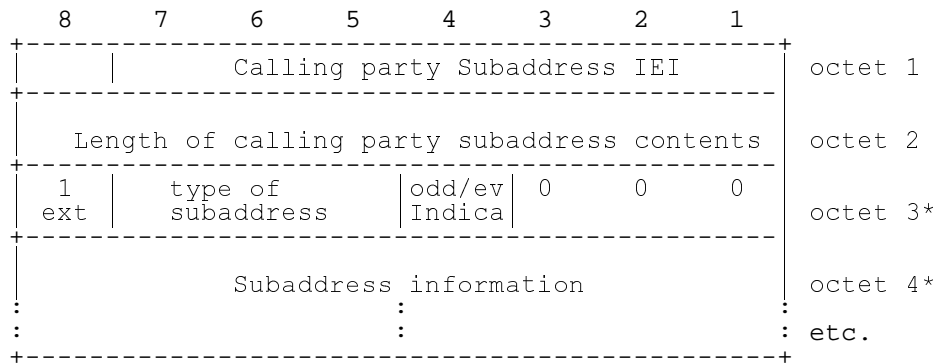 8 7 6 5 4 3 2 1
Calling party Subaddress IEI octet 1
Length of calling party subaddress contents octet 2
1 type of odd/ev 0 0 0
ext subaddress Indica octet 3*
Subaddress information octet 4*
: : :
: : : etc.